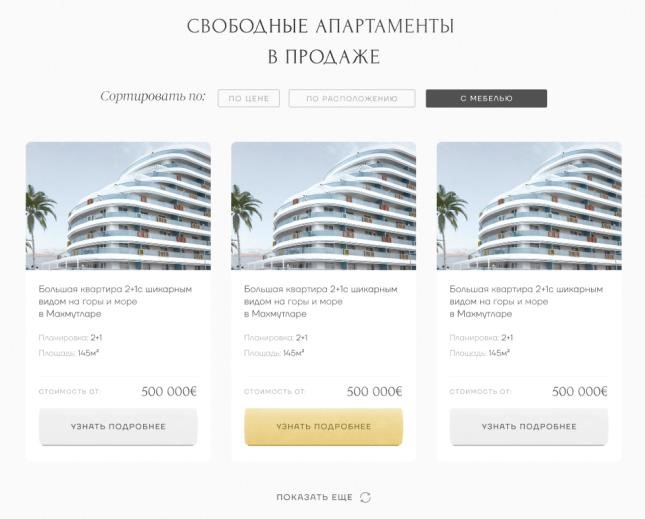 СВОБОДНЫЕ АПАРТАМЕНТЫ
В ПРОДАЖЕ
Сортировать по: ПО ЦЕНЕ ПО РАСПОЛОЖЕНИЮ С МЕБЕЛЬЮ
Большая квартира 2+1с шикарным
видом на горы и море
в Махмутларе
Планировка: 2+1
Площадь: 145м²
СТОИМОСТЬ ОТ: 500 000€
УЗНАТЬ ПОДРОБНЕЕ
Большая квартира 2+1с шикарным
видом на горы и море
в Махмутларе
Планировка: 2+1
Площадь: 145м²
СТОИМОСТЬ ОТ: 500 000€
УЗНАТЬ ПОДРОБНЕЕ
Большая квартира 2+1с шикарным
видом на горы и море
в Махмутларе
Планировка: 2+1
Площадь: 145м²
СТОИМОСТЬ ОТ: 500 000€
УЗНАТЬ ПОДРОБНЕЕ
ПОКАЗАТЬ ЕЩЕ